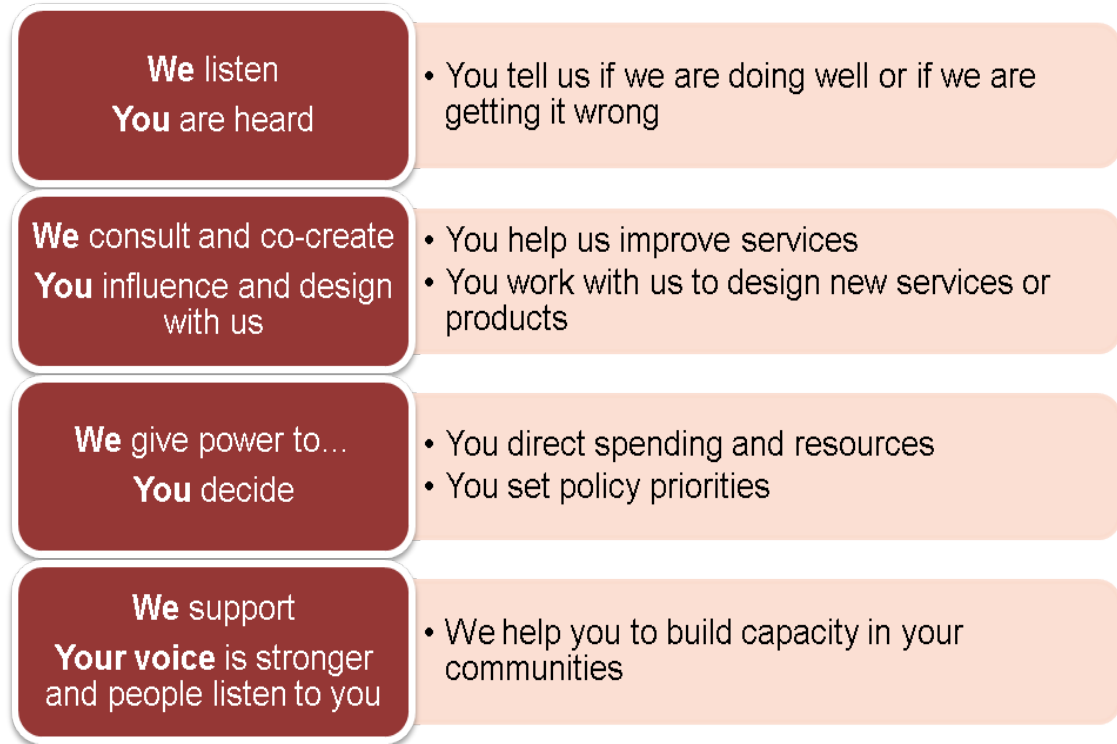 We listen
You are heard
• You tell us if we are doing well or if we are
getting it wrong
We consult and co-create
You influence and design
with us
• You help us improve services
• You work with us to design new services or
products
We give power to...
You decide
• You direct spending and resources
• You set policy priorities
We support
Your voice is stronger
and people listen to you
• We help you to build capacity in your
communities